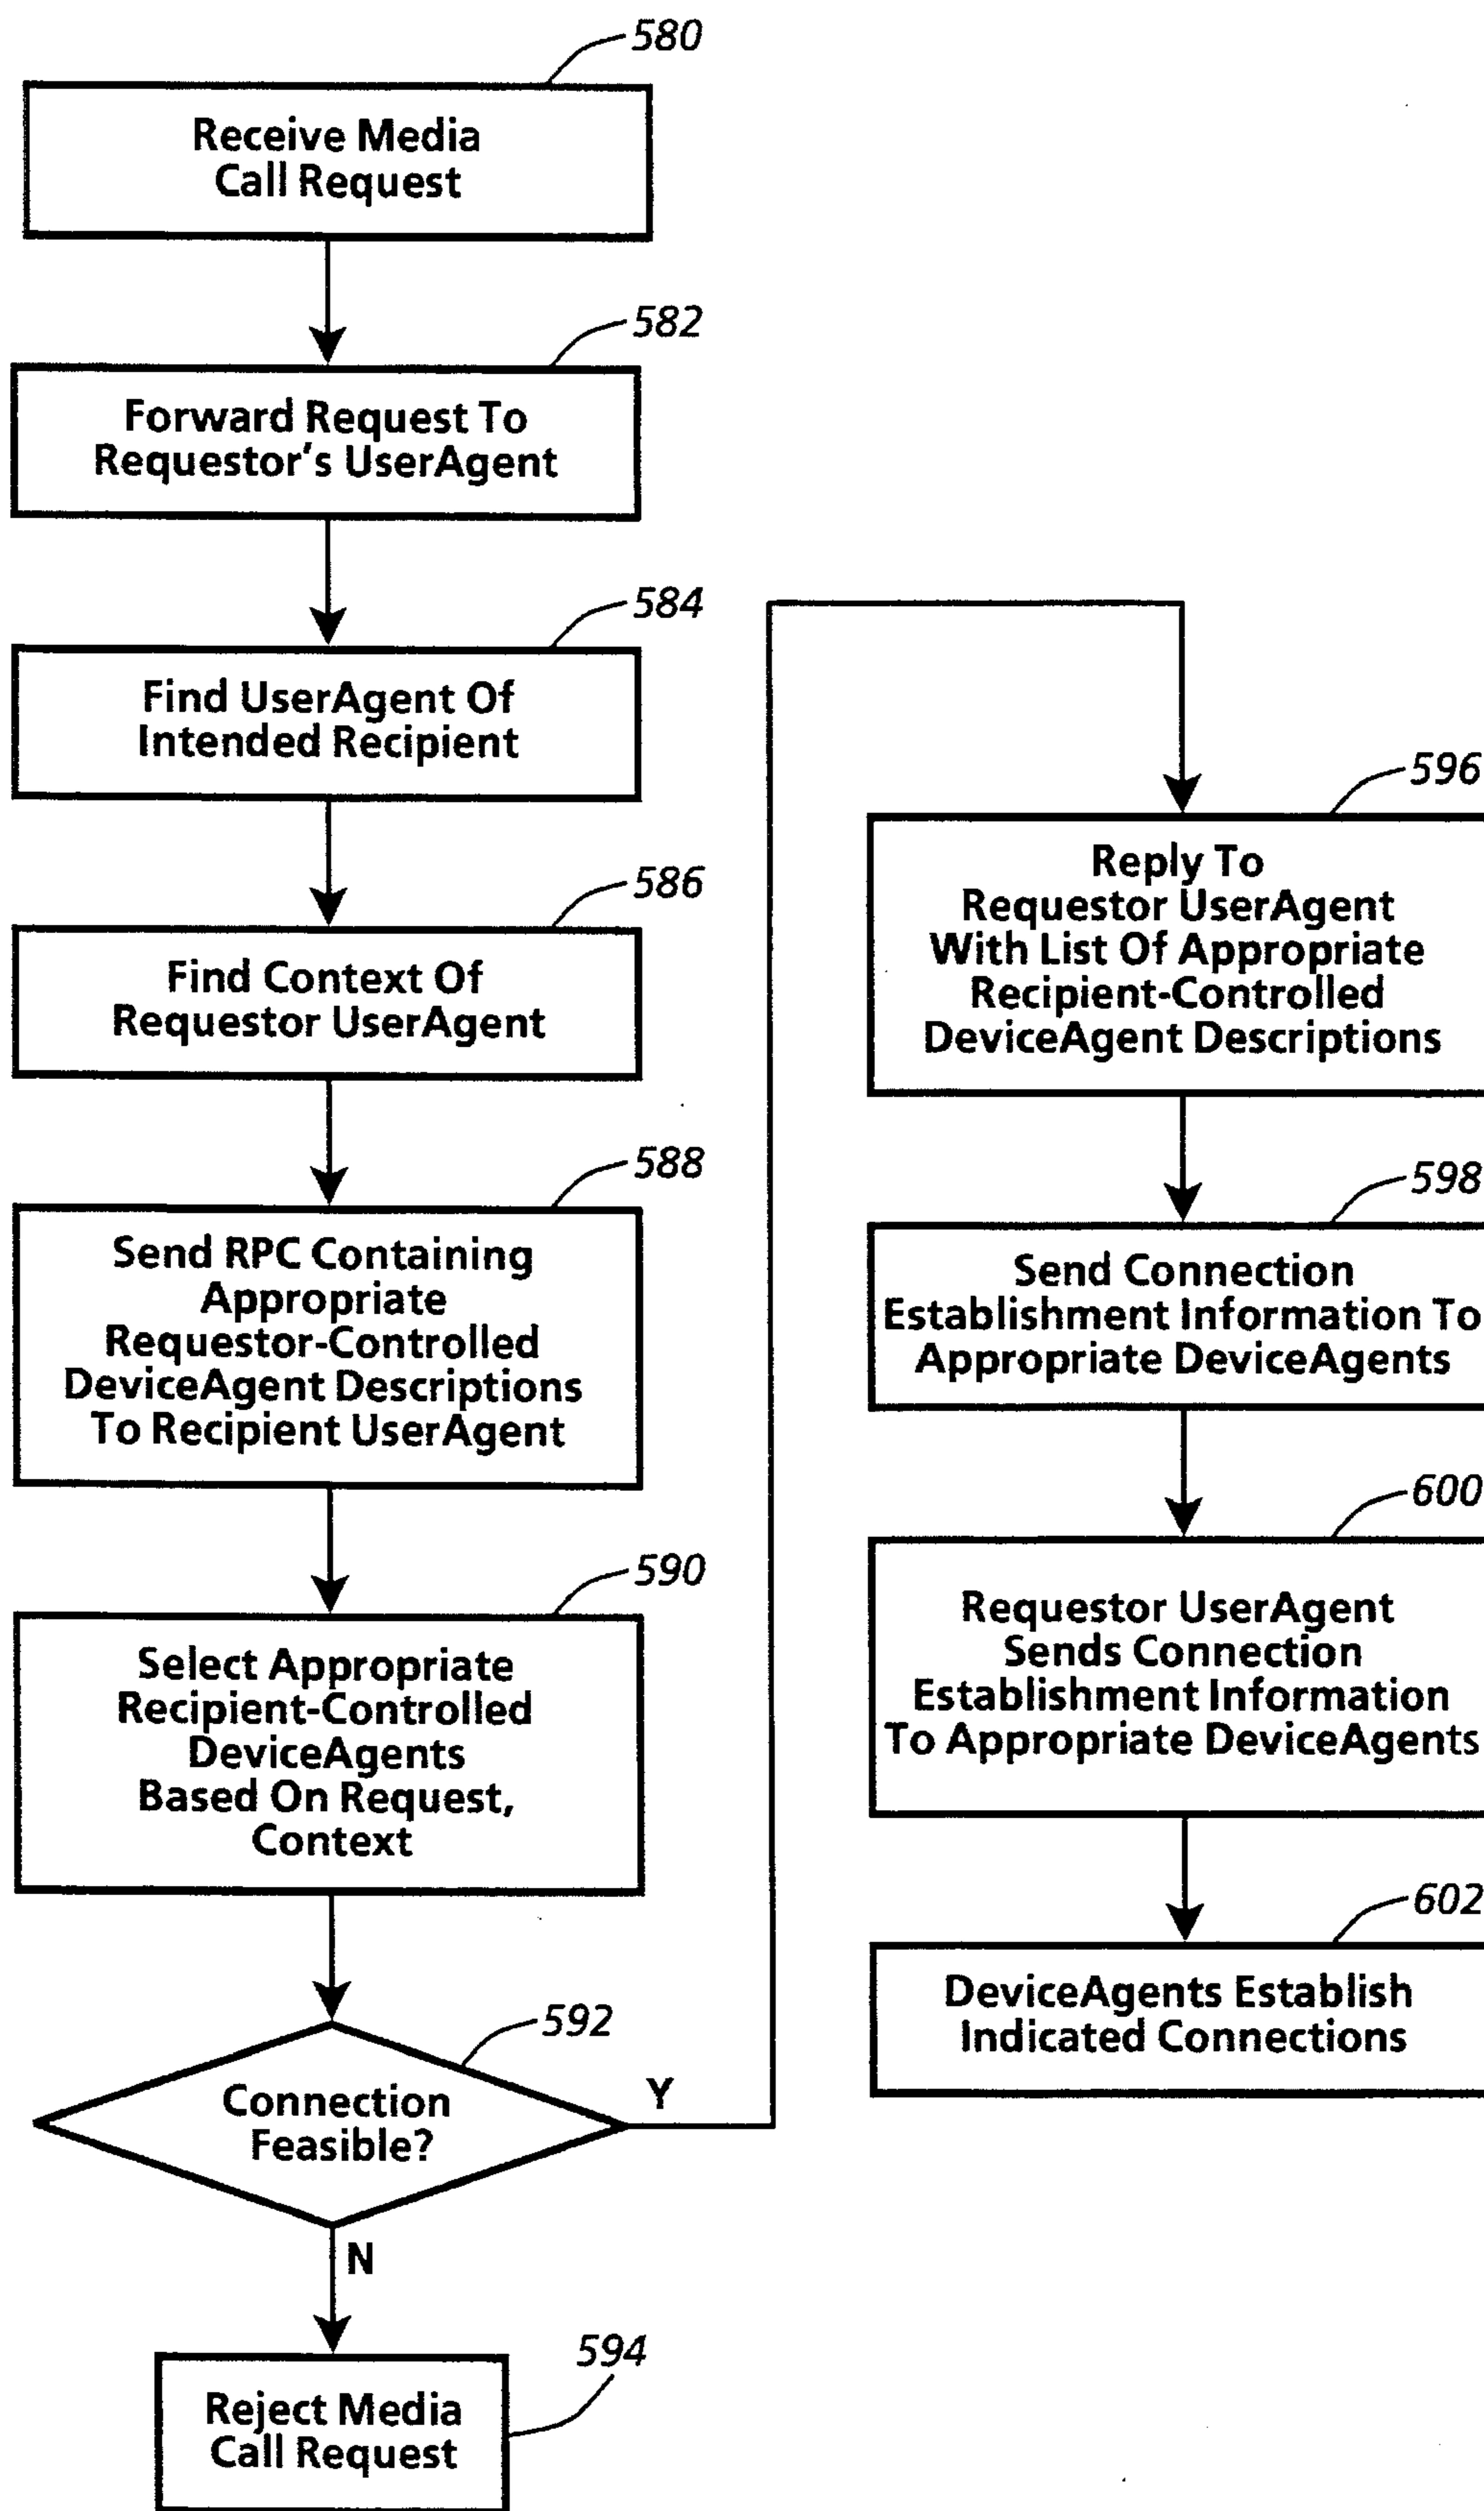 580
Receive Media
Call Request
582
Forward Request To
Requestor's UserAgent
584
Find UserAgent Of
Intended Recipient
586
Find Context Of
Requestor UserAgent
588
Send RPC Containing
Appropriate
Requestor-Controlled
DeviceAgent Descriptions
To Recipient UserAgent
590
Select Appropriate
Recipient-Controlled
DeviceAgents
Based On Request,
Context
592
Connection
Feasible?
Y
N
594
Reject Media
Call Request
596
Reply To
Requestor UserAgent
With List Of Appropriate
Recipient-Controlled
DeviceAgent Descriptions
598
Send Connection
Establishment Information To
Appropriate DeviceAgents
600
Requestor UserAgent
Sends Connection
Establishment Information
To Appropriate DeviceAgents
602
DeviceAgents Establish
Indicated Connections